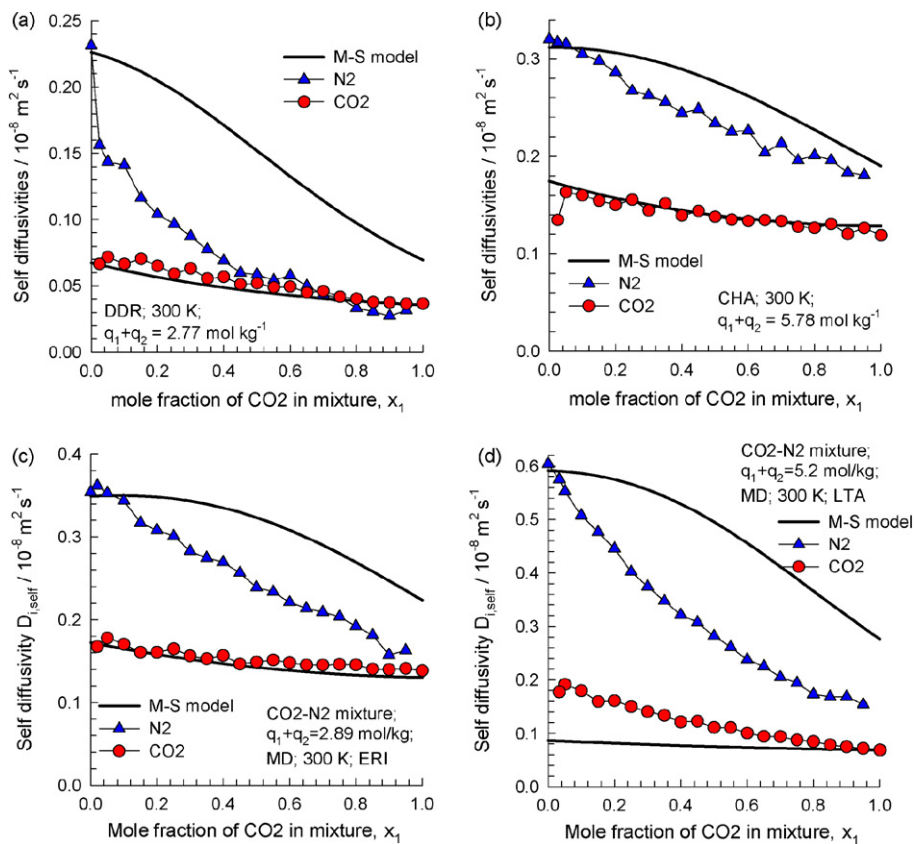 (a)
0.25
0.20
0.15
0.10
0.05
0.00
Self diffusivities / 10⁻⁸ m² s⁻¹
M-S model
N2
CO2
DDR; 300 K;
q₁+q₂ = 2.77 mol kg⁻¹
0.0 0.2 0.4 0.6 0.8 1.0
mole fraction of CO2 in mixture, x₁
(b)
0.3
0.2
0.1
0.0
Self diffusivities / 10⁻⁸ m² s⁻¹
M-S model
N2
CO2
CHA; 300 K;
q₁+q₂ = 5.78 mol kg⁻¹
0.0 0.2 0.4 0.6 0.8 1.0
mole fraction of CO2 in mixture, x₁
(c)
0.4
0.3
0.2
0.1
0.0
Self diffusivity Di,self / 10⁻⁸ m² s⁻¹
M-S model
N2
CO2
CO2-N2 mixture;
q₁+q₂=2.89 mol/kg;
MD; 300 K; ERI
0.0 0.2 0.4 0.6 0.8 1.0
Mole fraction of CO2 in mixture, x₁
(d)
0.6
0.5
0.4
0.3
0.2
0.1
0.0
Self diffusivity Di,self / 10⁻⁸ m² s⁻¹
CO2-N2 mixture;
q₁+q₂=5.2 mol/kg;
MD; 300 K; LTA
M-S model
N2
CO2
0.0 0.2 0.4 0.6 0.8 1.0
Mole fraction of CO2 in mixture, x₁